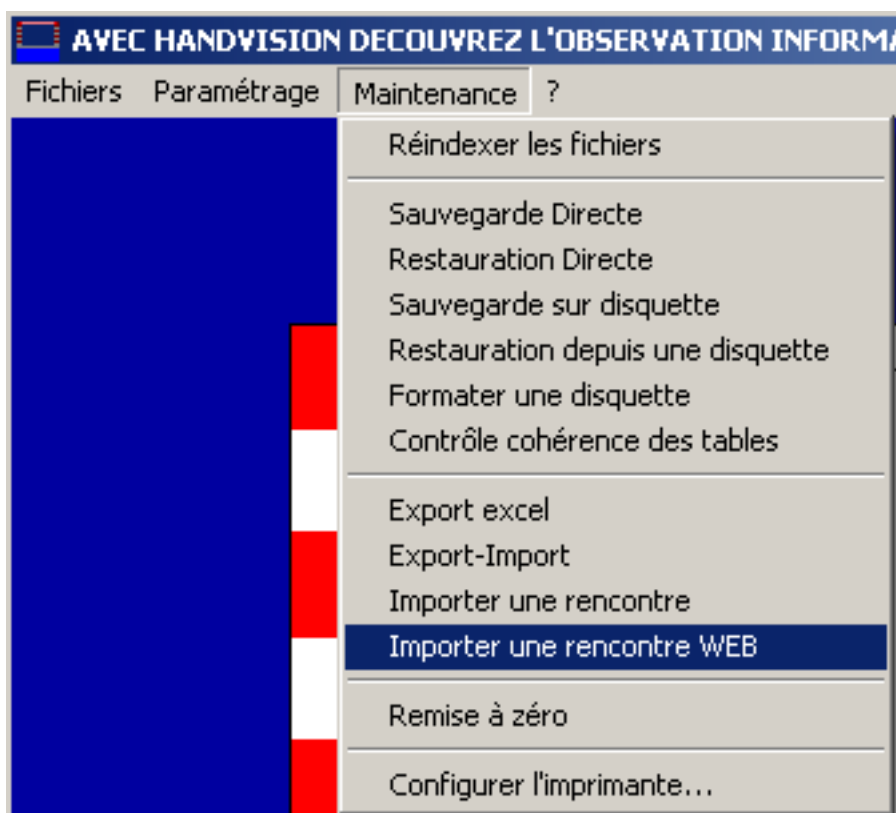 AVEC HANDVISION DECOUVREZ L'OBSERVATION
Fichiers Paramétrage Maintenance ?
Réindexer les fichiers
Sauvegarde Directe
Restauration Directe
Sauvegarde sur disquette
Restauration depuis une disquette
Formater une disquette
Contrôle cohérence des tables
Export excel
Export-Import
Importer une rencontre
Importer une rencontre WEB
Remise à zéro
Configurer l'imprimante...